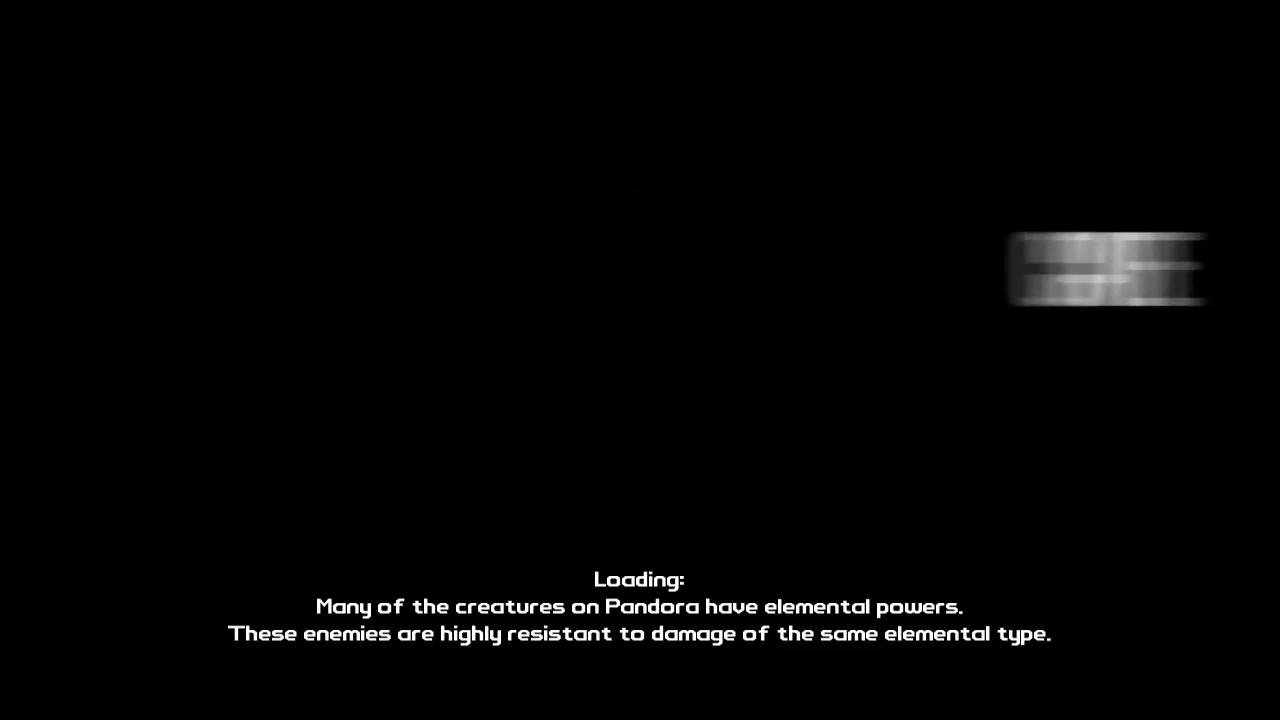 Loading:
Many of the creatures on Pandora have elemental powers.
These enemies are highly resistant to damage of the same elemental type.